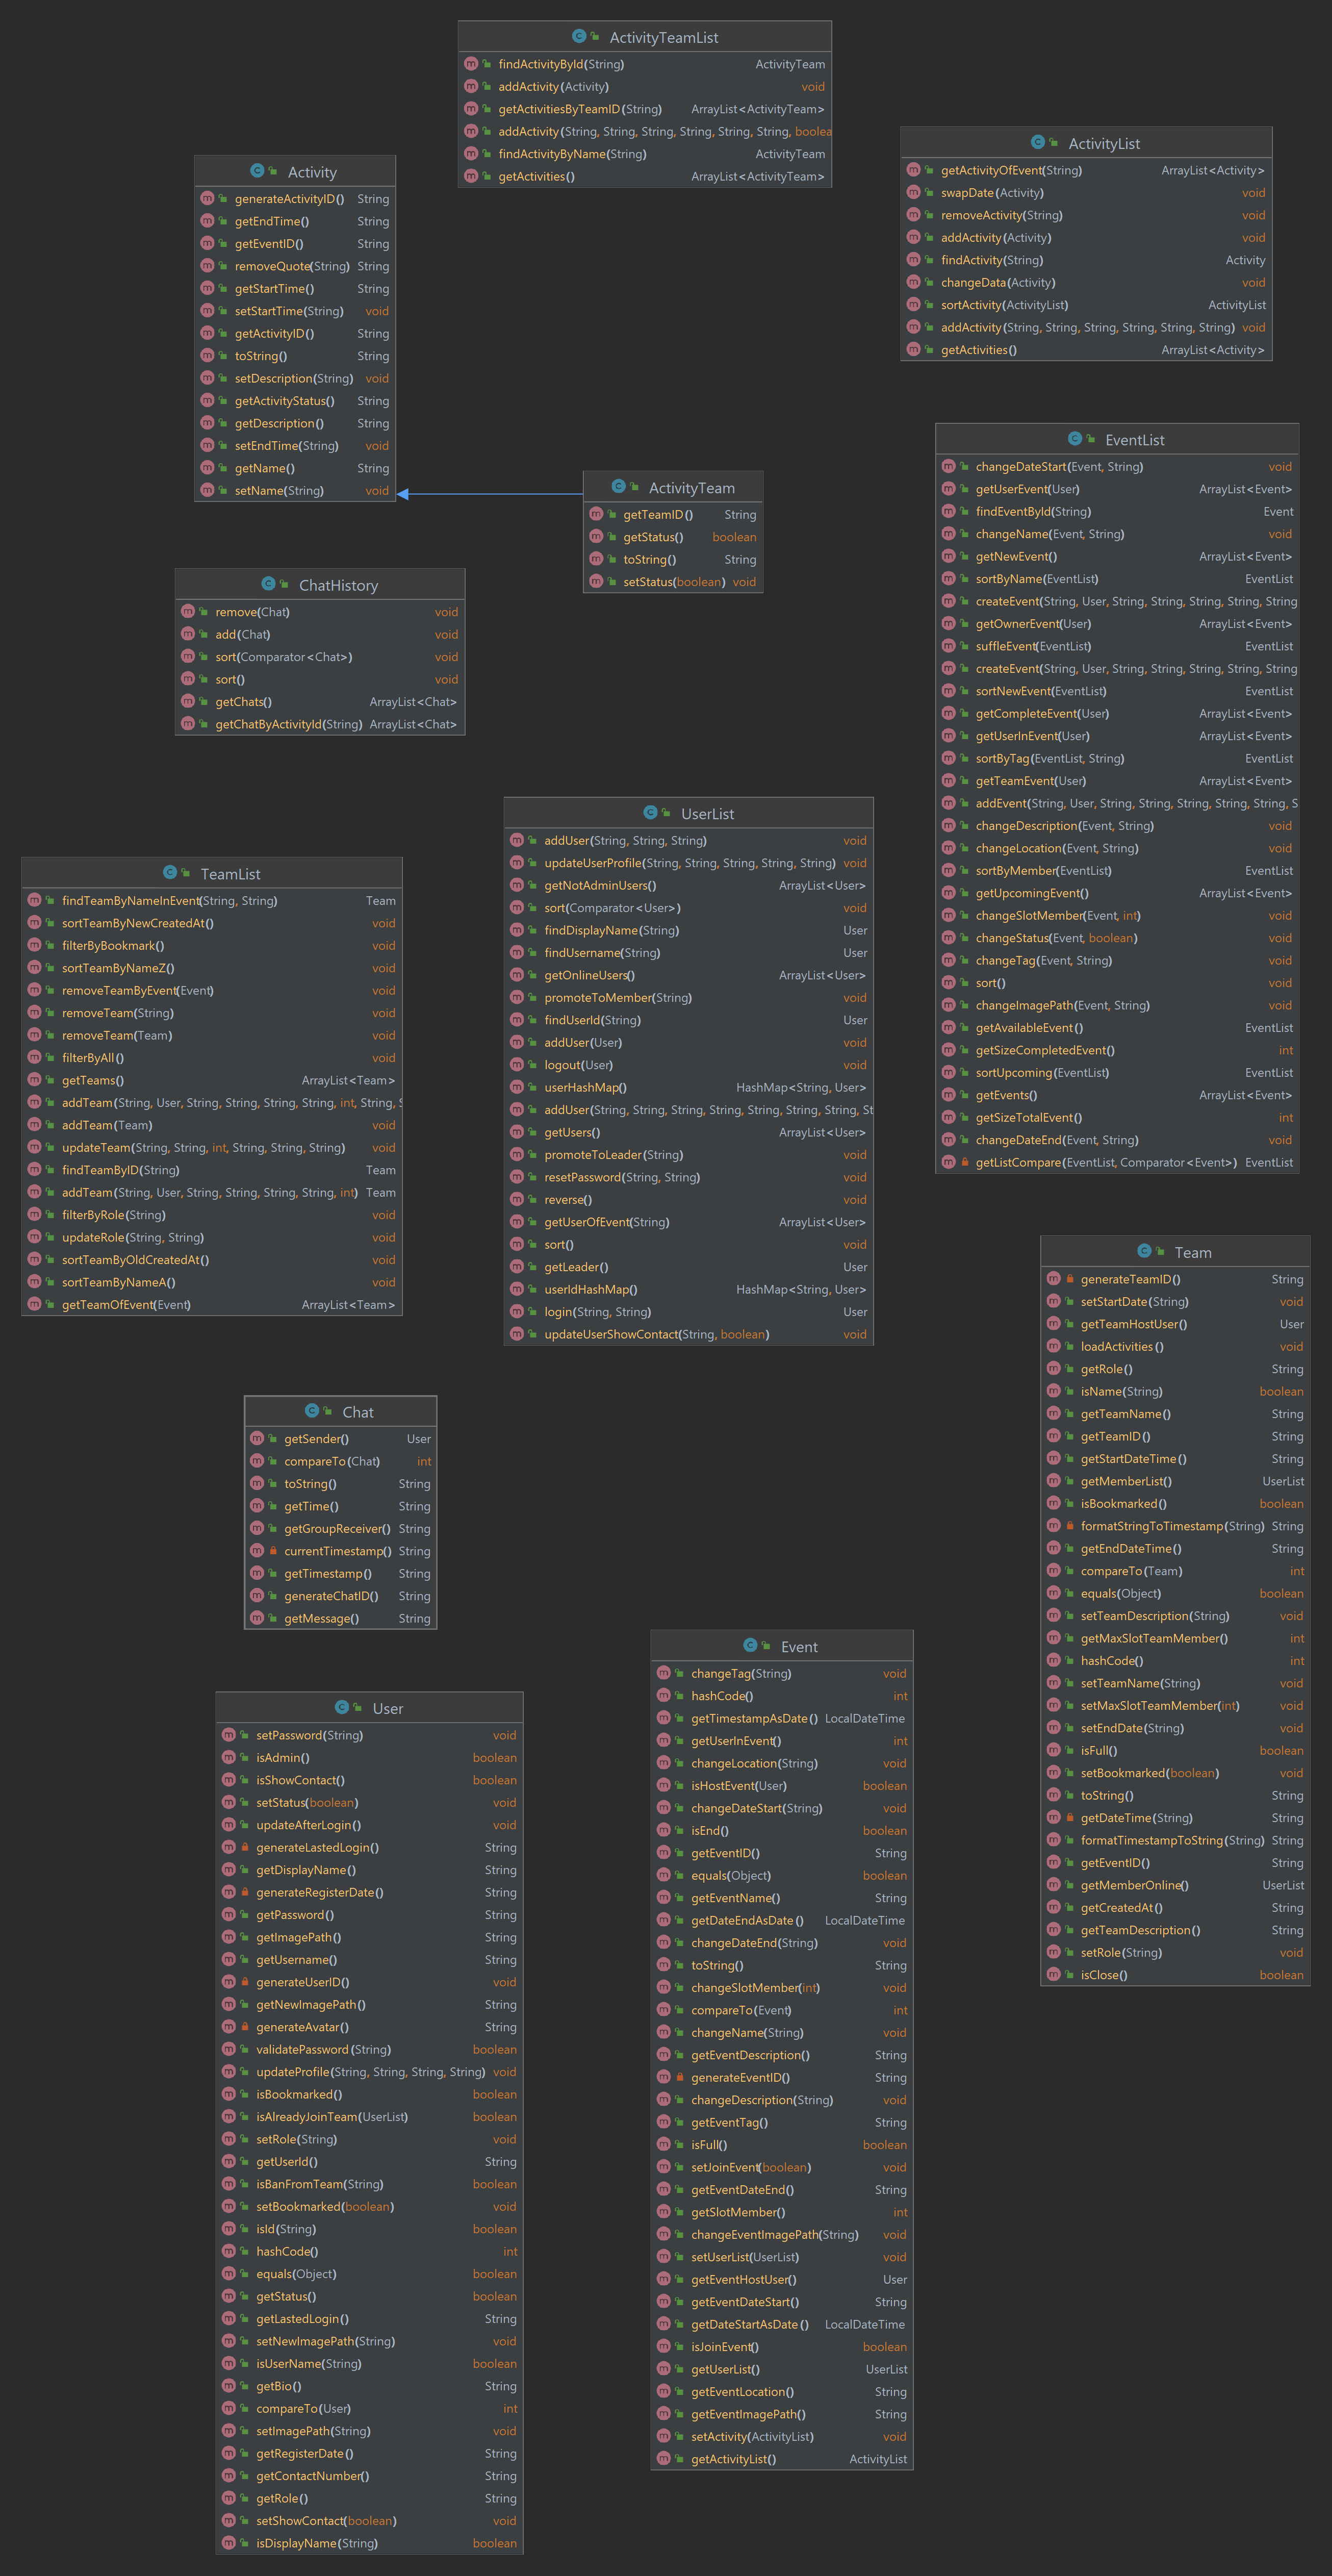 ActivityTeamList
findActivityById(String) ActivityTeam
addActivity(Activity) void
getActivitiesByTeamID(String) ArrayList<ActivityTeam>
addActivity(String, String, String, String, String, String, boolea
findActivityByName(String) ActivityTeam
getActivities() ArrayList<ActivityTeam>
ActivityList
getActivityOfEvent(String) ArrayList<Activity>
swapDate(Activity) void
removeActivity(String) void
addActivity(Activity) void
findActivity(String) Activity
changeData(Activity) void
sortActivity(ActivityList) ActivityList
addActivity(String, String, String, String, String, String) void
getActivities() ArrayList<Activity>
Activity
generateActivityID() String
getEndTime() String
getEventID() String
removeQuote(String) String
getStartTime() String
setStartTime(String) void
getActivityID() String
toString() String
setDescription(String) void
getActivityStatus() String
getDescription() String
setEndTime(String) void
getName() String
setName(String) void
ActivityTeam
getTeamID() String
getStatus() boolean
toString() String
setStatus(boolean) void
EventList
changeDateStart(Event, String) void
getUserEvent(User) ArrayList<Event>
findEventById(String) Event
changeName(Event, String) void
getNewEvent() ArrayList<Event>
sortByName(EventList) EventList
createEvent(String, User, String, String, String, String, String
getOwnerEvent(User) ArrayList<Event>
suffleEvent(EventList) EventList
createEvent(String, User, String, String, String, String, String
sortNewEvent(EventList) EventList
getCompleteEvent(User) ArrayList<Event>
getUserInEvent(User) ArrayList<Event>
sortByTag(EventList, String) EventList
getTeamEvent(User) ArrayList<Event>
addEvent(String, User, String, String, String, String, String, S
changeDescription(Event, String) void
changeLocation(Event, String) void
sortByMember(EventList) EventList
getUpcomingEvent() ArrayList<Event>
changeSlotMember(Event, int) void
changeStatus(Event, boolean) void
changeTag(Event, String) void
sort() void
changeImagePath(Event, String) void
getAvailableEvent() EventList
getSizeCompletedEvent() int
sortUpcoming(EventList) EventList
getEvents() ArrayList<Event>
getSizeTotalEvent() int
changeDateEnd(Event, String) void
getListCompare(EventList, Comparator<Event>) EventList
ChatHistory
remove(Chat) void
add(Chat) void
sort(Comparator<Chat>) void
sort() void
getChats() ArrayList<Chat>
getChatByActivityId(String) ArrayList<Chat>
UserList
addUser(String, String, String) void
updateUserProfile(String, String, String, String, String) void
getNotAdminUsers() ArrayList<User>
sort(Comparator<User>) void
findDisplayName(String) User
findUsername(String) User
getOnlineUsers() ArrayList<User>
promoteToMember(String) void
findUserId(String) User
addUser(User) void
logout(User) void
userHashMap() HashMap<String, User>
addUser(String, String, String, String, String, String, String, St
getUsers() ArrayList<User>
promoteToLeader(String) void
resetPassword(String, String) void
reverse() void
getUserOfEvent(String) ArrayList<User>
sort() void
getLeader() User
userIdHashMap() HashMap<String, User>
login(String, String) User
updateUserShowContact(String, boolean) void
TeamList
findTeamByNameInEvent(String, String) Team
sortTeamByNewCreatedAt() void
filterByBookmark() void
sortTeamByNameZ() void
removeTeamByEvent(Event) void
removeTeam(String) void
removeTeam(Team) void
filterByAll() void
getTeams() ArrayList<Team>
addTeam(String, User, String, String, String, String, int, String, S
addTeam(Team) void
updateTeam(String, String, int, String, String, String) void
findTeamByID(String) Team
addTeam(String, User, String, String, String, String, int) Team
filterByRole(String) void
updateRole(String, String) void
sortTeamByOldCreatedAt() void
sortTeamByNameA() void
getTeamOfEvent(Event) ArrayList<Team>
Team
generateTeamID() String
setStartDate(String) void
getTeamHostUser() User
loadActivities() void
getRole() String
isName(String) boolean
getTeamName() String
getTeamID() String
getStartDateTime() String
getMemberList() UserList
isBookmarked() boolean
formatStringToTimestamp(String) String
getEndDateTime() String
compareTo(Team) int
equals(Object) boolean
setTeamDescription(String) void
getMaxSlotTeamMember() int
hashCode() int
setTeamName(String) void
setMaxSlotTeamMember(int) void
setEndDate(String) void
isFull() boolean
setBookmarked(boolean) void
toString() String
getDateTime(String) String
formatTimestampToString(String) String
getEventID() String
getMemberOnline() UserList
getCreatedAt() String
getTeamDescription() String
setRole(String) void
isClose() boolean
Chat
getSender() User
compareTo(Chat) int
toString() String
getTime() String
getGroupReceiver() String
currentTimestamp() String
getTimestamp() String
generateChatID() String
getMessage() String
Event
changeTag(String) void
hashCode() int
getTimestampAsDate() LocalDateTime
getUserInEvent() int
changeLocation(String) void
isHostEvent(User) boolean
changeDateStart(String) void
isEnd() boolean
getEventID() String
equals(Object) boolean
getEventName() String
getDateEndAsDate() LocalDateTime
changeDateEnd(String) void
toString() String
changeSlotMember(int) void
compareTo(Event) int
changeName(String) void
getEventDescription() String
generateEventID() String
changeDescription(String) void
getEventTag() String
isFull() boolean
setJoinEvent(boolean) void
getEventDateEnd() String
getSlotMember() int
changeEventImagePath(String) void
setUserList(UserList) void
getEventHostUser() User
getEventDateStart() String
getDateStartAsDate() LocalDateTime
isJoinEvent() boolean
getUserList() UserList
getEventLocation() String
getEventImagePath() String
setActivity(ActivityList) void
getActivityList() ActivityList
User
setPassword(String) void
isAdmin() boolean
isShowContact() boolean
setStatus(boolean) void
updateAfterLogin() void
generateLastedLogin() String
getDisplayName() String
generateRegisterDate() String
getPassword() String
getImagePath() String
getUsername() String
generateUserID() void
getNewImagePath() String
generateAvatar() String
validatePassword(String) boolean
updateProfile(String, String, String, String) void
isBookmarked() boolean
isAlreadyJoinTeam(UserList) boolean
setRole(String) void
getUserId() String
isBanFromTeam(String) boolean
setBookmarked(boolean) void
isId(String) boolean
hashCode() int
equals(Object) boolean
getStatus() boolean
getLastedLogin() String
setNewImagePath(String) void
isUserName(String) boolean
getBio() String
compareTo(User) int
setImagePath(String) void
getRegisterDate() String
getContactNumber() String
getRole() String
setShowContact(boolean) void
isDisplayName(String) boolean